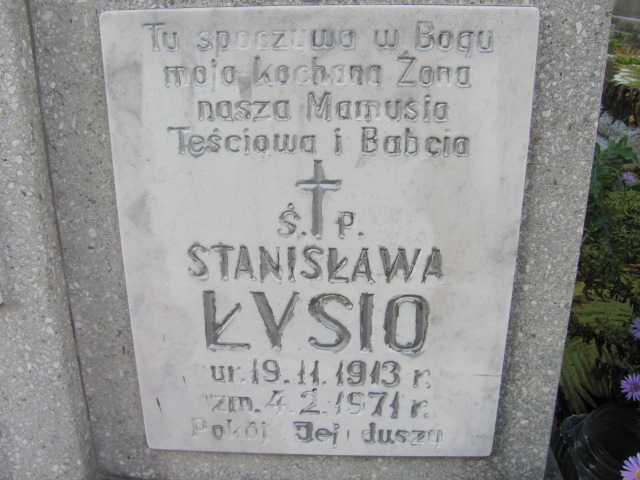 Tu spoczywa w Bogu
moja kochana Żona
nasza Mamusia
Teściowa i Babcia
Ś. P.
STANISŁAWA
ŁYSIO
ur. 19.11.1913 r.
zm. 4.2.1971 r.
Pokój Jej duszy